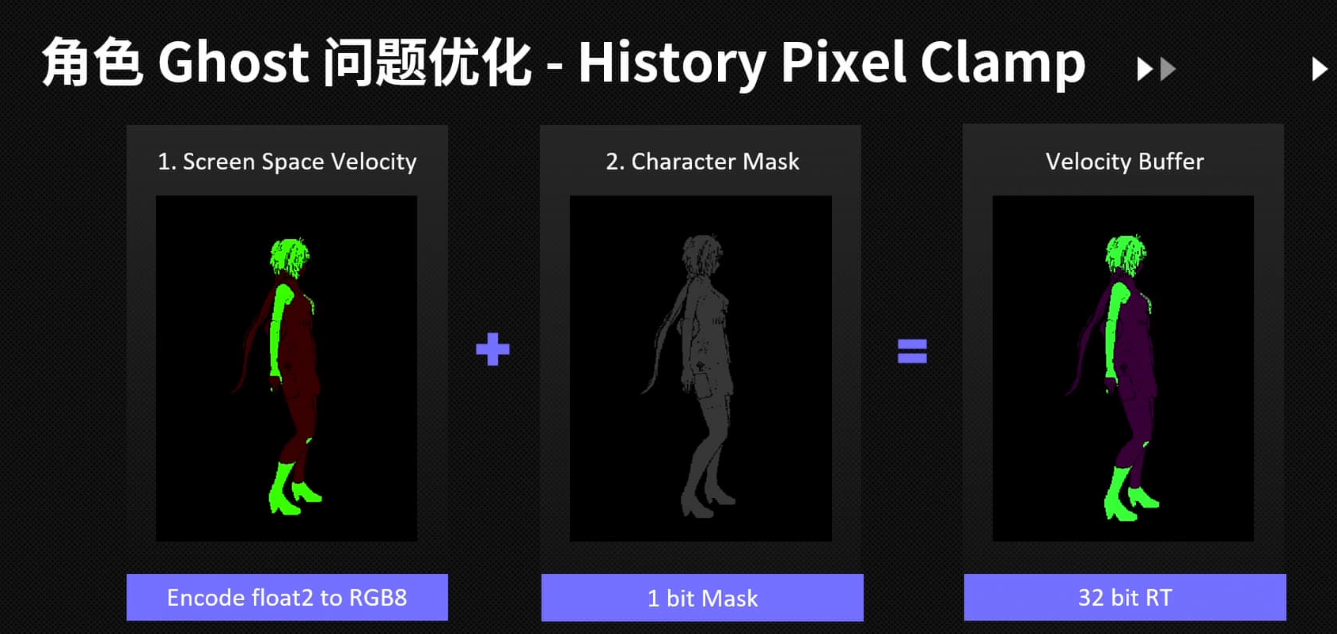 角色 Ghost 问题优化 - History Pixel Clamp
1. Screen Space Velocity
2. Character Mask
Velocity Buffer
Encode float2 to RGB8
1 bit Mask
32 bit RT